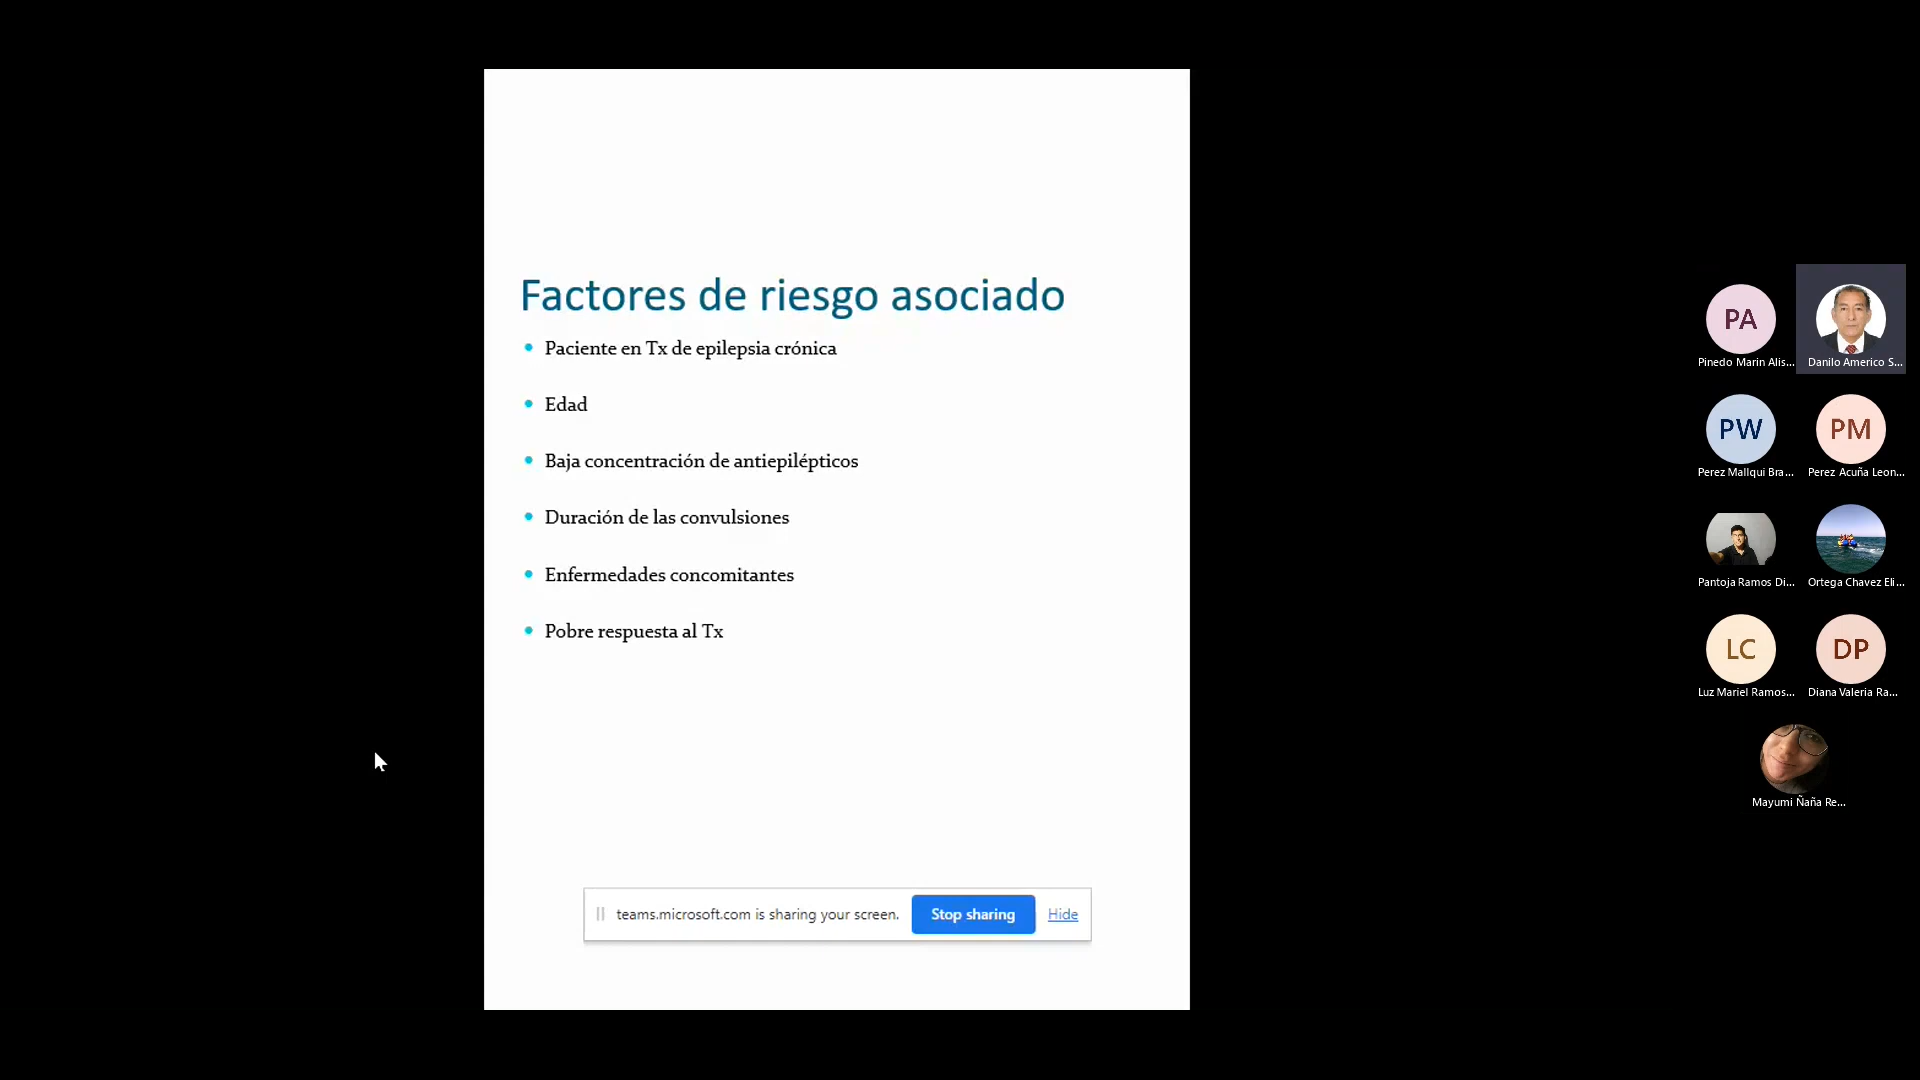 Factores de riesgo asociado
Paciente en Tx de epilepsia crónica
Edad
Baja concentración de antiepilépticos
Duración de las convulsiones
Enfermedades concomitantes
Pobre respuesta al Tx
teams.microsoft.com is sharing your screen.
Stop sharing
Hide
PA
Pinedo Marin Alis...
Danilo Americo S...
PW
PM
Perez Mallqui Bra...
Perez Acuña Leon...
Pantoja Ramos Di...
Ortega Chavez Eli...
LC
DP
Luz Mariel Ramos...
Diana Valeria Ra...
Mayumi Ñaña Re...